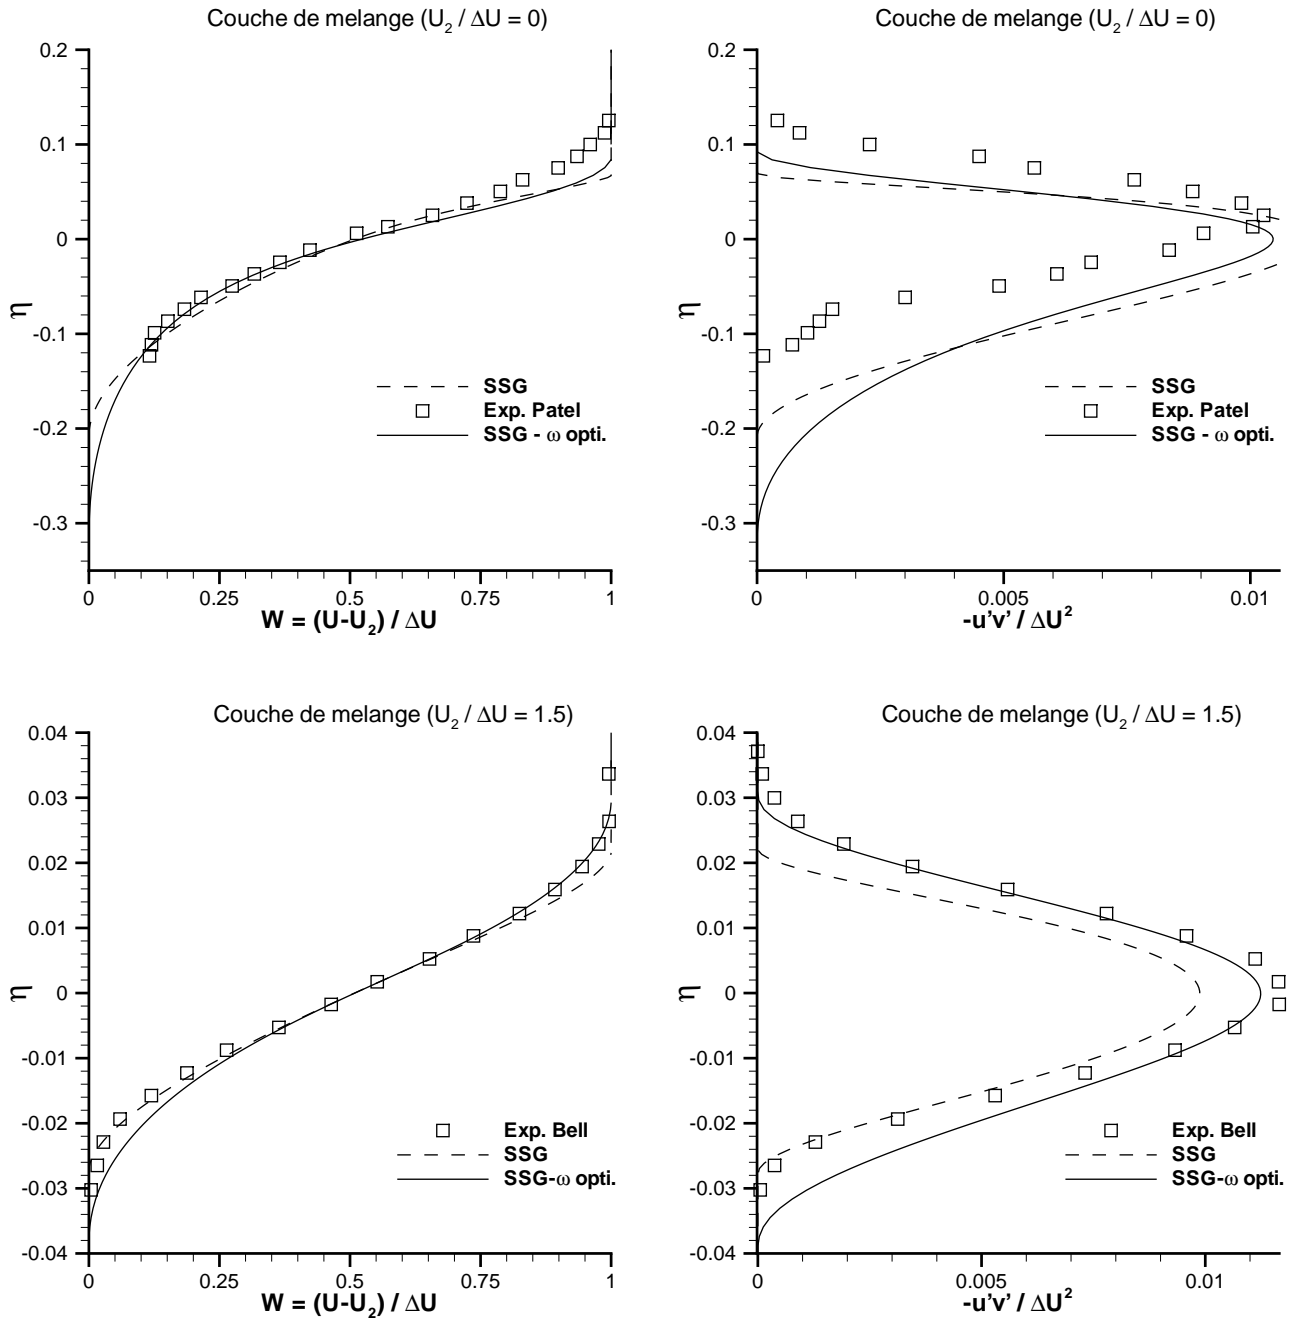 Couche de melange (U₂ / ΔU = 0)
0.2
0.1
0
-0.1
-0.2
-0.3
η
SSG
Exp. Patel
SSG - ω opti.
0 0.25 0.5 0.75 1
W = (U-U₂) / ΔU
Couche de melange (U₂ / ΔU = 0)
0.2
0.1
0
-0.1
-0.2
-0.3
η
SSG
Exp. Patel
SSG - ω opti.
0 0.005 0.01
-u'v' / ΔU²
Couche de melange (U₂ / ΔU = 1.5)
0.04
0.03
0.02
0.01
0
-0.01
-0.02
-0.03
-0.04
η
Exp. Bell
SSG
SSG-ω opti.
0 0.25 0.5 0.75 1
W = (U-U₂) / ΔU
Couche de melange (U₂ / ΔU = 1.5)
0.04
0.03
0.02
0.01
0
-0.01
-0.02
-0.03
-0.04
η
Exp. Bell
SSG
SSG-ω opti.
0 0.005 0.01
-u'v' / ΔU²